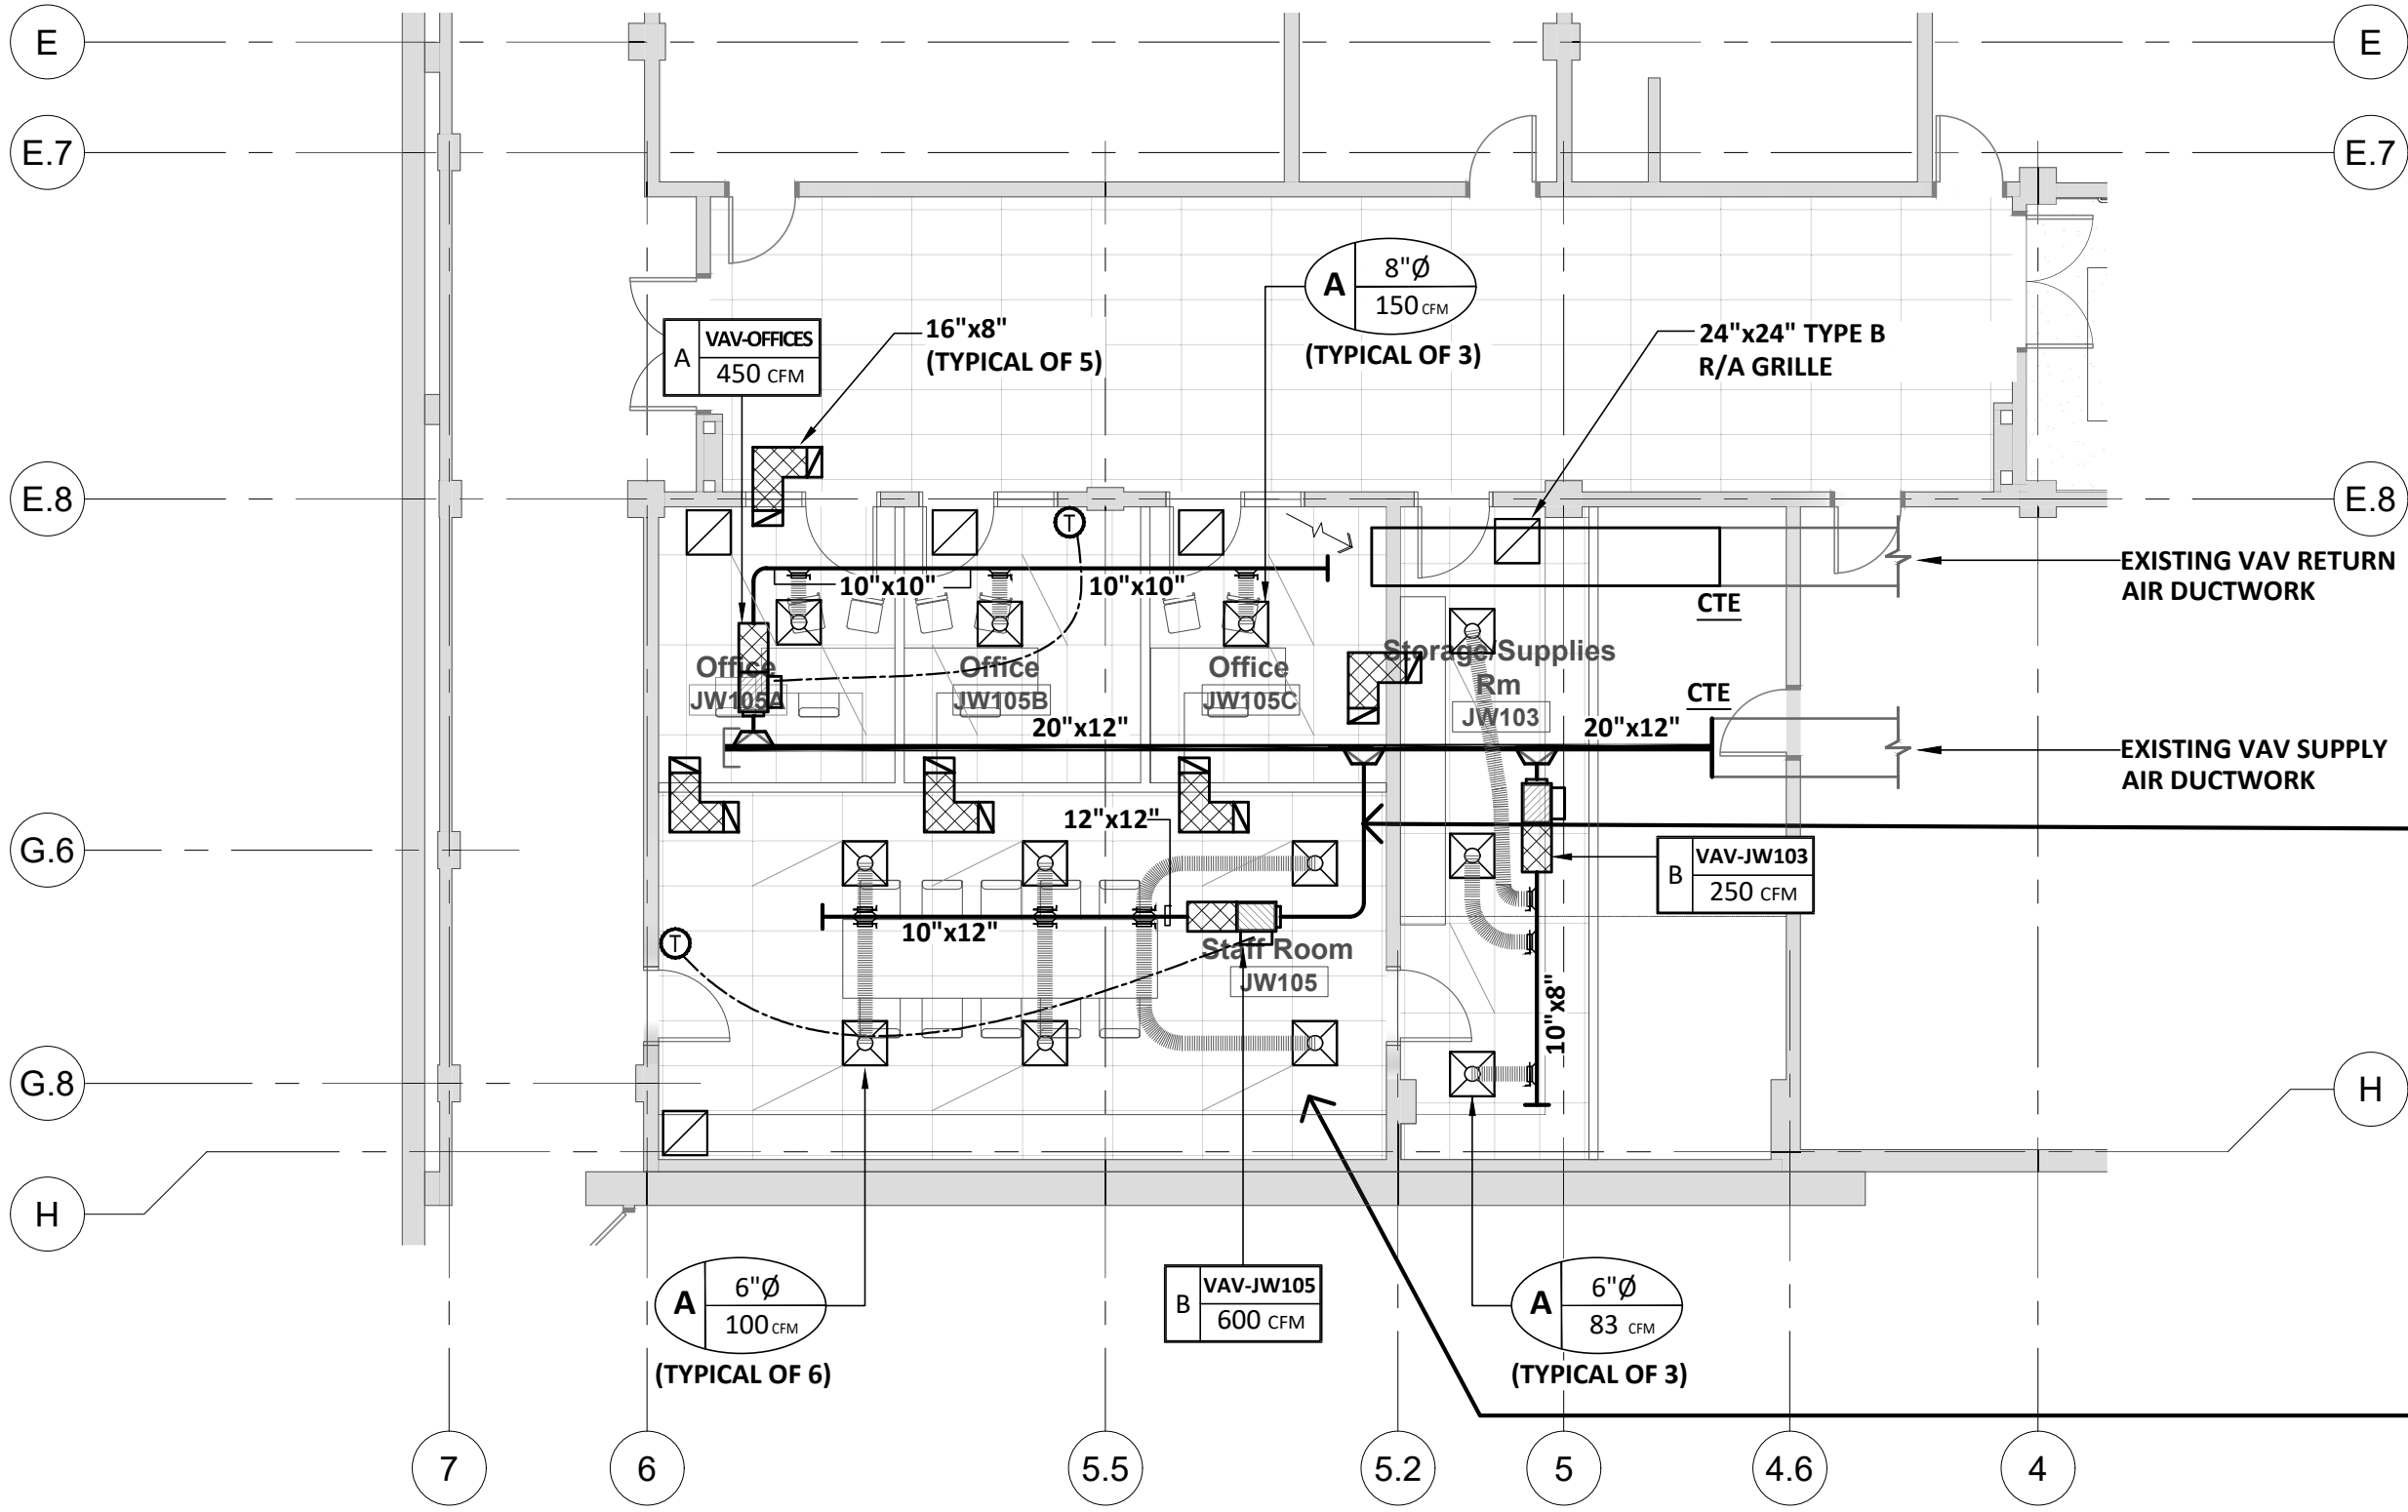 E
E
E.7
E.7
A
8"Ø
150 CFM
(TYPICAL OF 3)
A
VAV-OFFICES
450 CFM
16"x8"
(TYPICAL OF 5)
24"x24" TYPE B
R/A GRILLE
E.8
E.8
T
10"x10"
10"x10"
EXISTING VAV RETURN
AIR DUCTWORK
CTE
Office
JW105A
Office
JW105B
Office
JW105C
Storage/Supplies
Rm
JW103
CTE
20"x12"
20"x12"
EXISTING VAV SUPPLY
AIR DUCTWORK
12"x12"
G.6
B
VAV-JW103
250 CFM
10"x12"
T
Staff Room
JW105
10"x8"
G.8
H
H
A
6"Ø
100 CFM
(TYPICAL OF 6)
B
VAV-JW105
600 CFM
A
6"Ø
83 CFM
(TYPICAL OF 3)
7
6
5.5
5.2
5
4.6
4